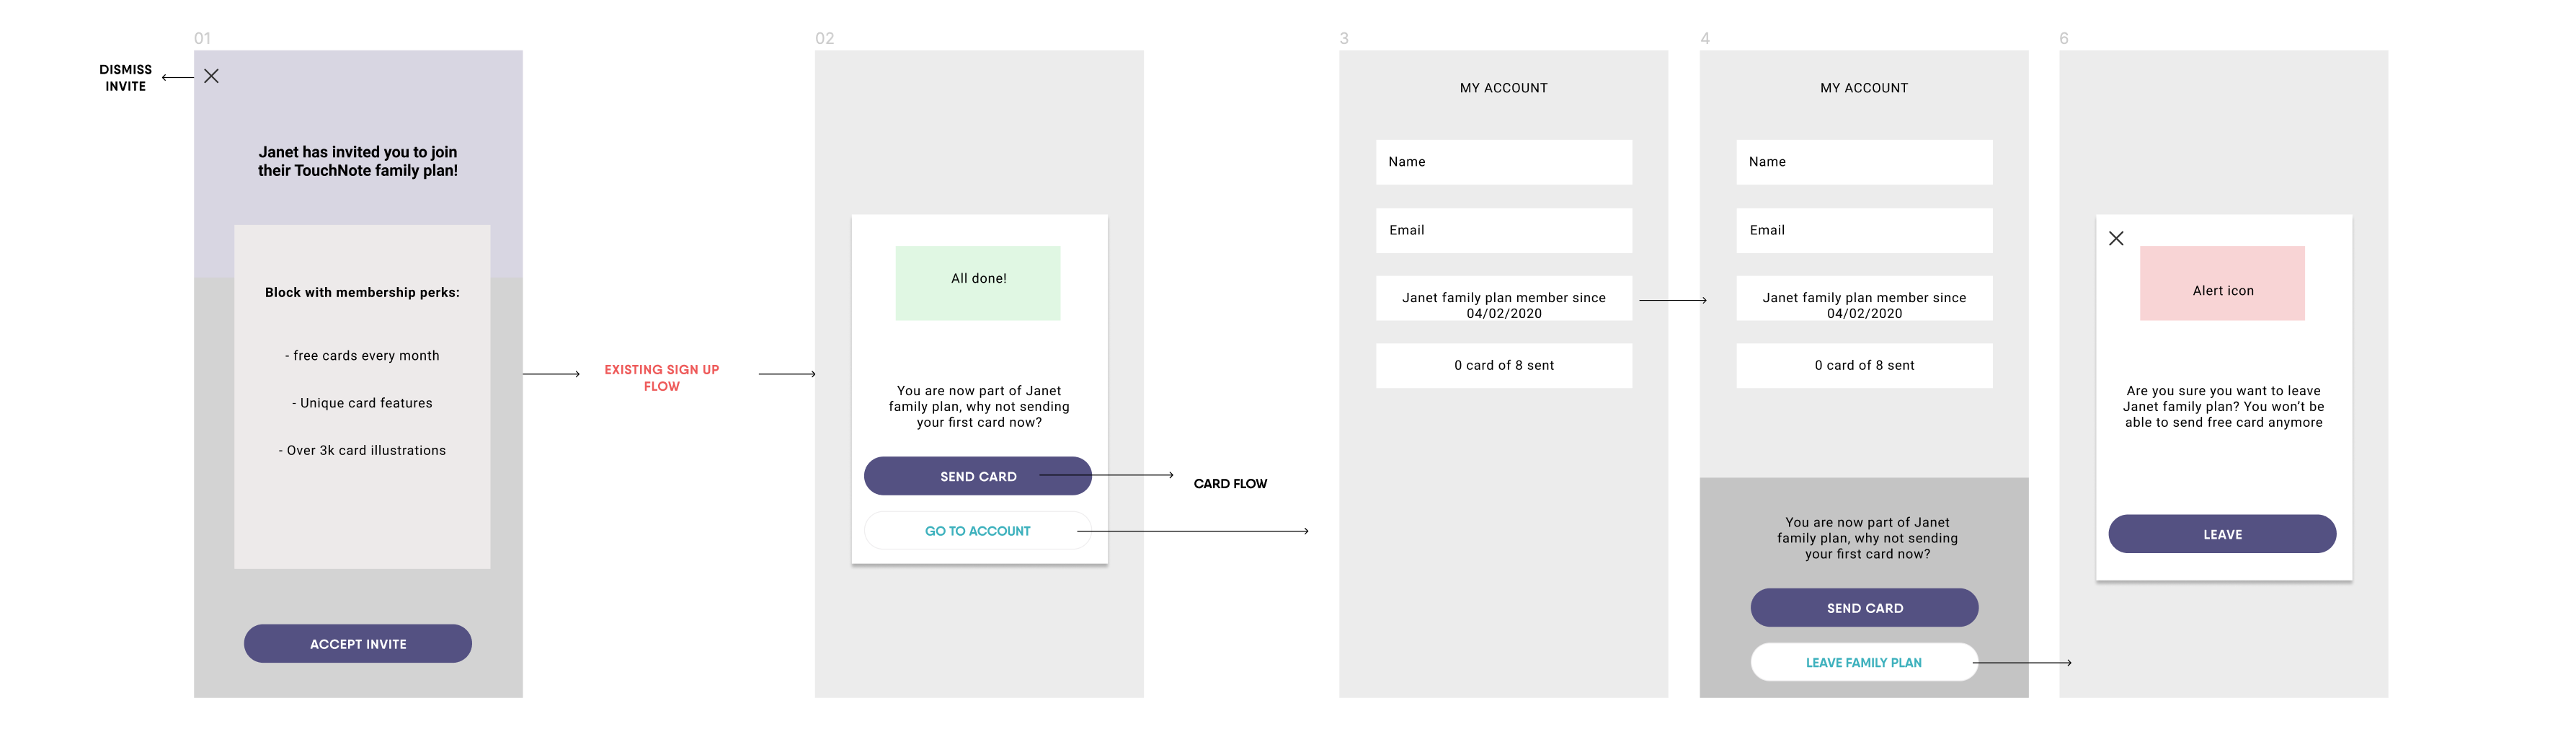 01
DISMISS
INVITE
Janet has invited you to join
their TouchNote family plan!
Block with membership perks:
- free cards every month
- Unique card features
- Over 3k card illustrations
ACCEPT INVITE
EXISTING SIGN UP
FLOW
02
All done!
You are now part of Janet
family plan, why not sending
your first card now?
SEND CARD
GO TO ACCOUNT
CARD FLOW
3
MY ACCOUNT
Name
Email
Janet family plan member since
04/02/2020
0 card of 8 sent
4
MY ACCOUNT
Name
Email
Janet family plan member since
04/02/2020
0 card of 8 sent
You are now part of Janet
family plan, why not sending
your first card now?
SEND CARD
LEAVE FAMILY PLAN
6
Alert icon
Are you sure you want to leave
Janet family plan? You won't be
able to send free card anymore
LEAVE